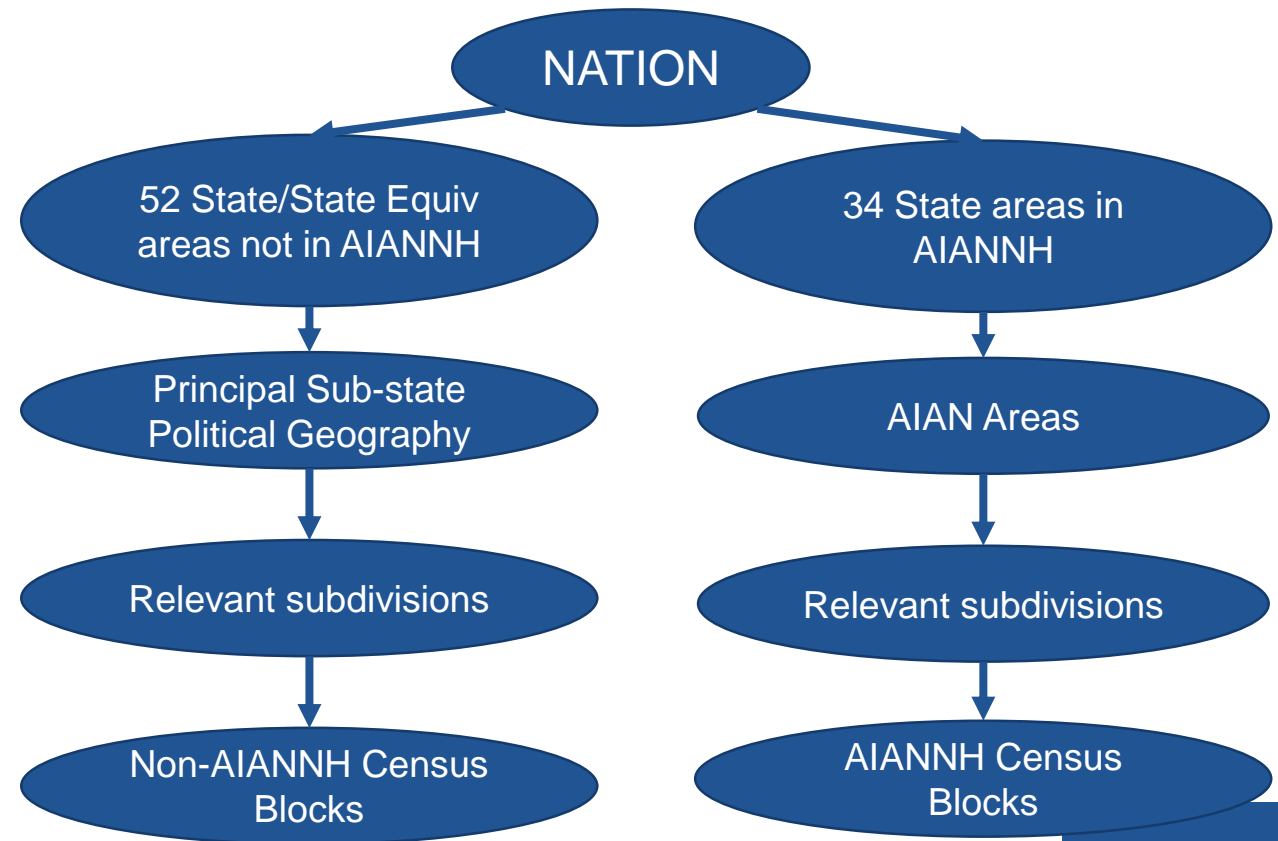 NATION
52 State/State Equiv
areas not in AIANNH
34 State areas in
AIANNH
Principal Sub-state
Political Geography
AIAN Areas
Relevant subdivisions
Relevant subdivisions
Non-AIANNH Census
Blocks
AIANNH Census
Blocks